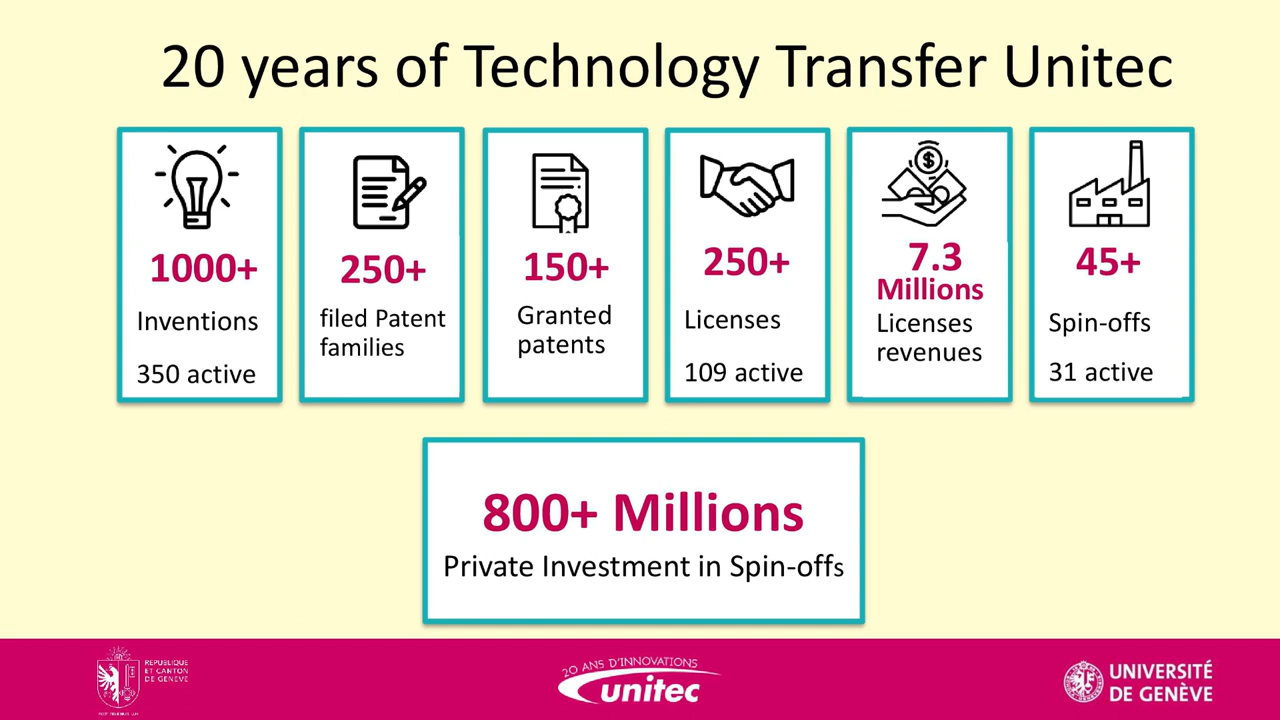 20 years of Technology Transfer Unitec
1000+
Inventions
350 active
250+
filed Patent
families
150+
Granted
patents
250+
Licenses
109 active
$
7.3
Millions
Licenses
revenues
45+
Spin-offs
31 active
800+ Millions
Private Investment in Spin-offs
REPUBLIQUE
ET CANTON
DE GENEVE
20 ANS D'INNOVATIONS
unitec
UNIVERSITÉ
DE GENÈVE